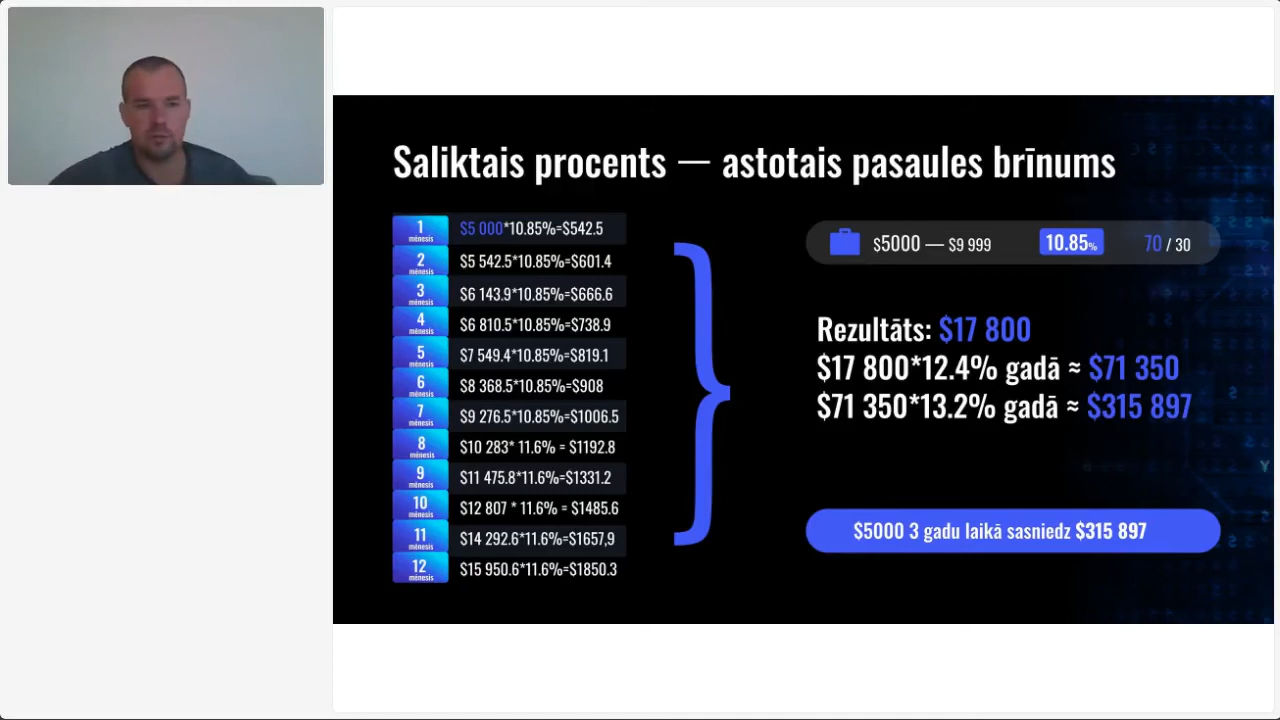 Saliktais procents — astotais pasaules brīnums
1 mēnesis $5 000*10.85%=$542.5
2 mēnesis $5 542.5*10.85%=$601.4
3 mēnesis $6 143.9*10.85%=$666.6
4 mēnesis $6 810.5*10.85%=$738.9
5 mēnesis $7 549.4*10.85%=$819.1
6 mēnesis $8 368.5*10.85%=$908
7 mēnesis $9 276.5*10.85%=$1006.5
8 mēnesis $10 283* 11.6% = $1192.8
9 mēnesis $11 475.8*11.6%=$1331.2
10 mēnesis $12 807 * 11.6% = $1485.6
11 mēnesis $14 292.6*11.6%=$1657,9
12 mēnesis $15 950.6*11.6%=$1850.3
$5000 — $9 999 10.85% 70 / 30
Rezultāts: $17 800
$17 800*12.4% gadā ≈ $71 350
$71 350*13.2% gadā ≈ $315 897
$5000 3 gadu laikā sasniedz $315 897